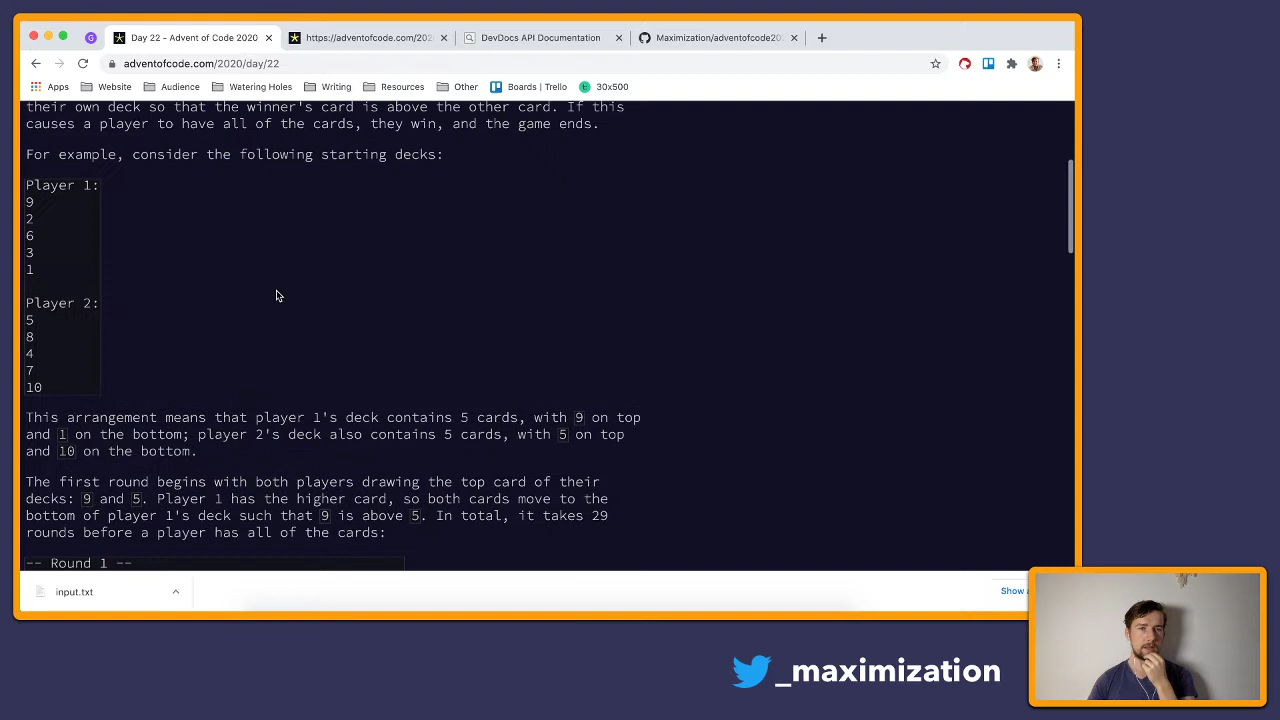 Day 22 - Advent of Code 2020
https://adventofcode.com/202
DevDocs API Documentation
Maximization/adventofcode202
adventofcode.com/2020/day/22
Apps
Website
Audience
Watering Holes
Writing
Resources
Other
Boards | Trello
30x500
their own deck so that the winner's card is above the other card. If this
causes a player to have all of the cards, they win, and the game ends.
For example, consider the following starting decks:
Player 1:
9
2
6
3
1
Player 2:
5
8
4
7
10
This arrangement means that player 1's deck contains 5 cards, with 9 on top
and 1 on the bottom; player 2's deck also contains 5 cards, with 5 on top
and 10 on the bottom.
The first round begins with both players drawing the top card of their
decks: 9 and 5. Player 1 has the higher card, so both cards move to the
bottom of player 1's deck such that 9 is above 5. In total, it takes 29
rounds before a player has all of the cards:
-- Round 1 --
input.txt
Show
_maximization